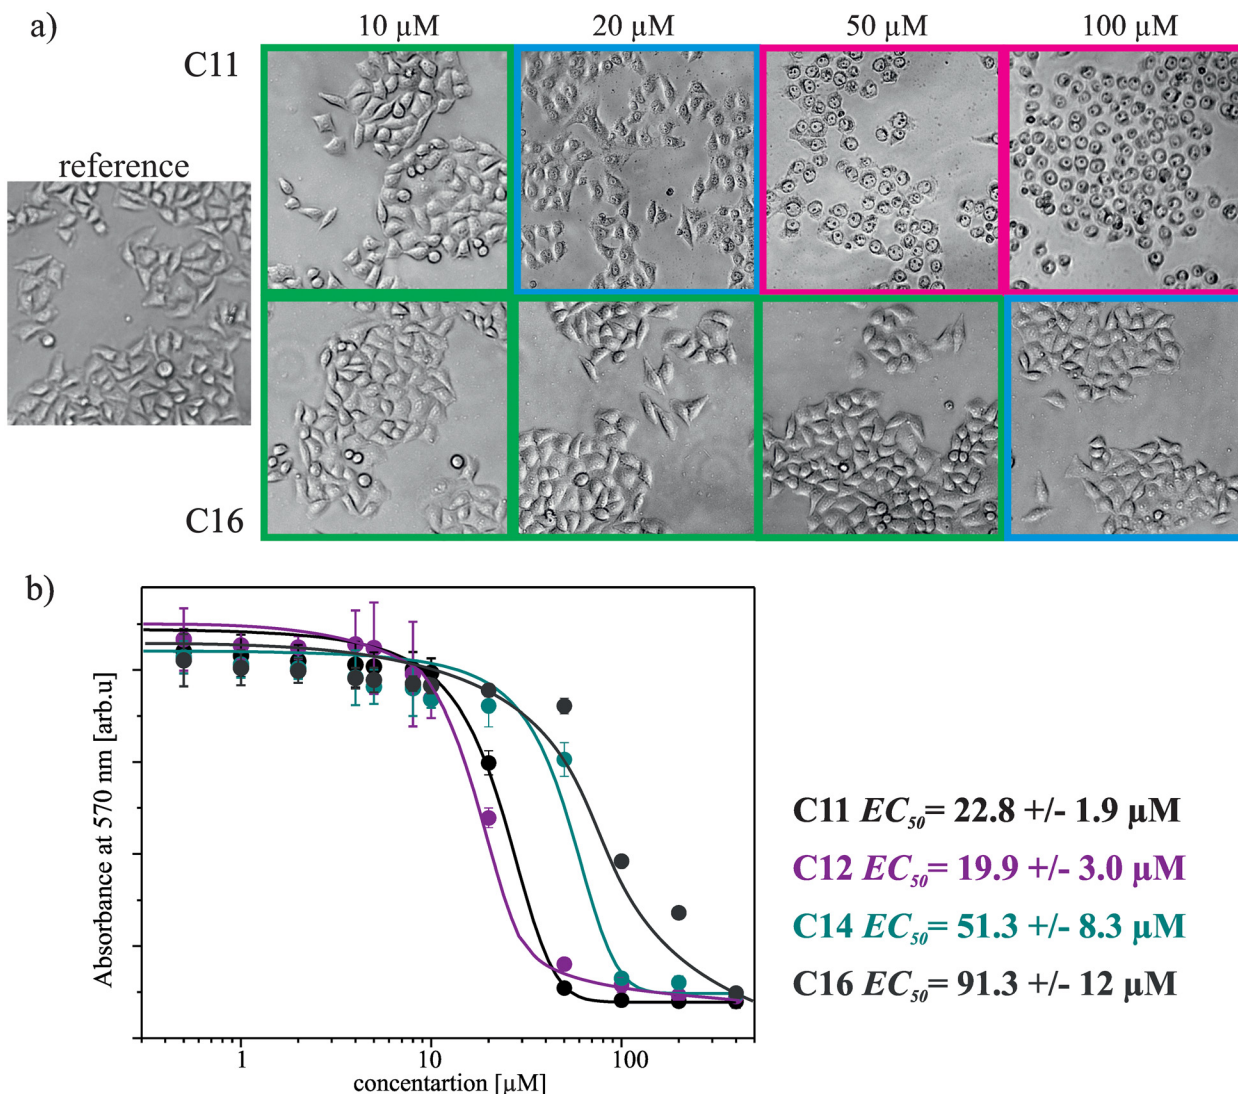 a)
10 µM 20 µM 50 µM 100 µM
C11
reference
C16
b)
Absorbance at 570 nm [arb.u]
1 10 100
concentartion [µM]
C11 EC50= 22.8 +/- 1.9 µM
C12 EC50= 19.9 +/- 3.0 µM
C14 EC50= 51.3 +/- 8.3 µM
C16 EC50= 91.3 +/- 12 µM